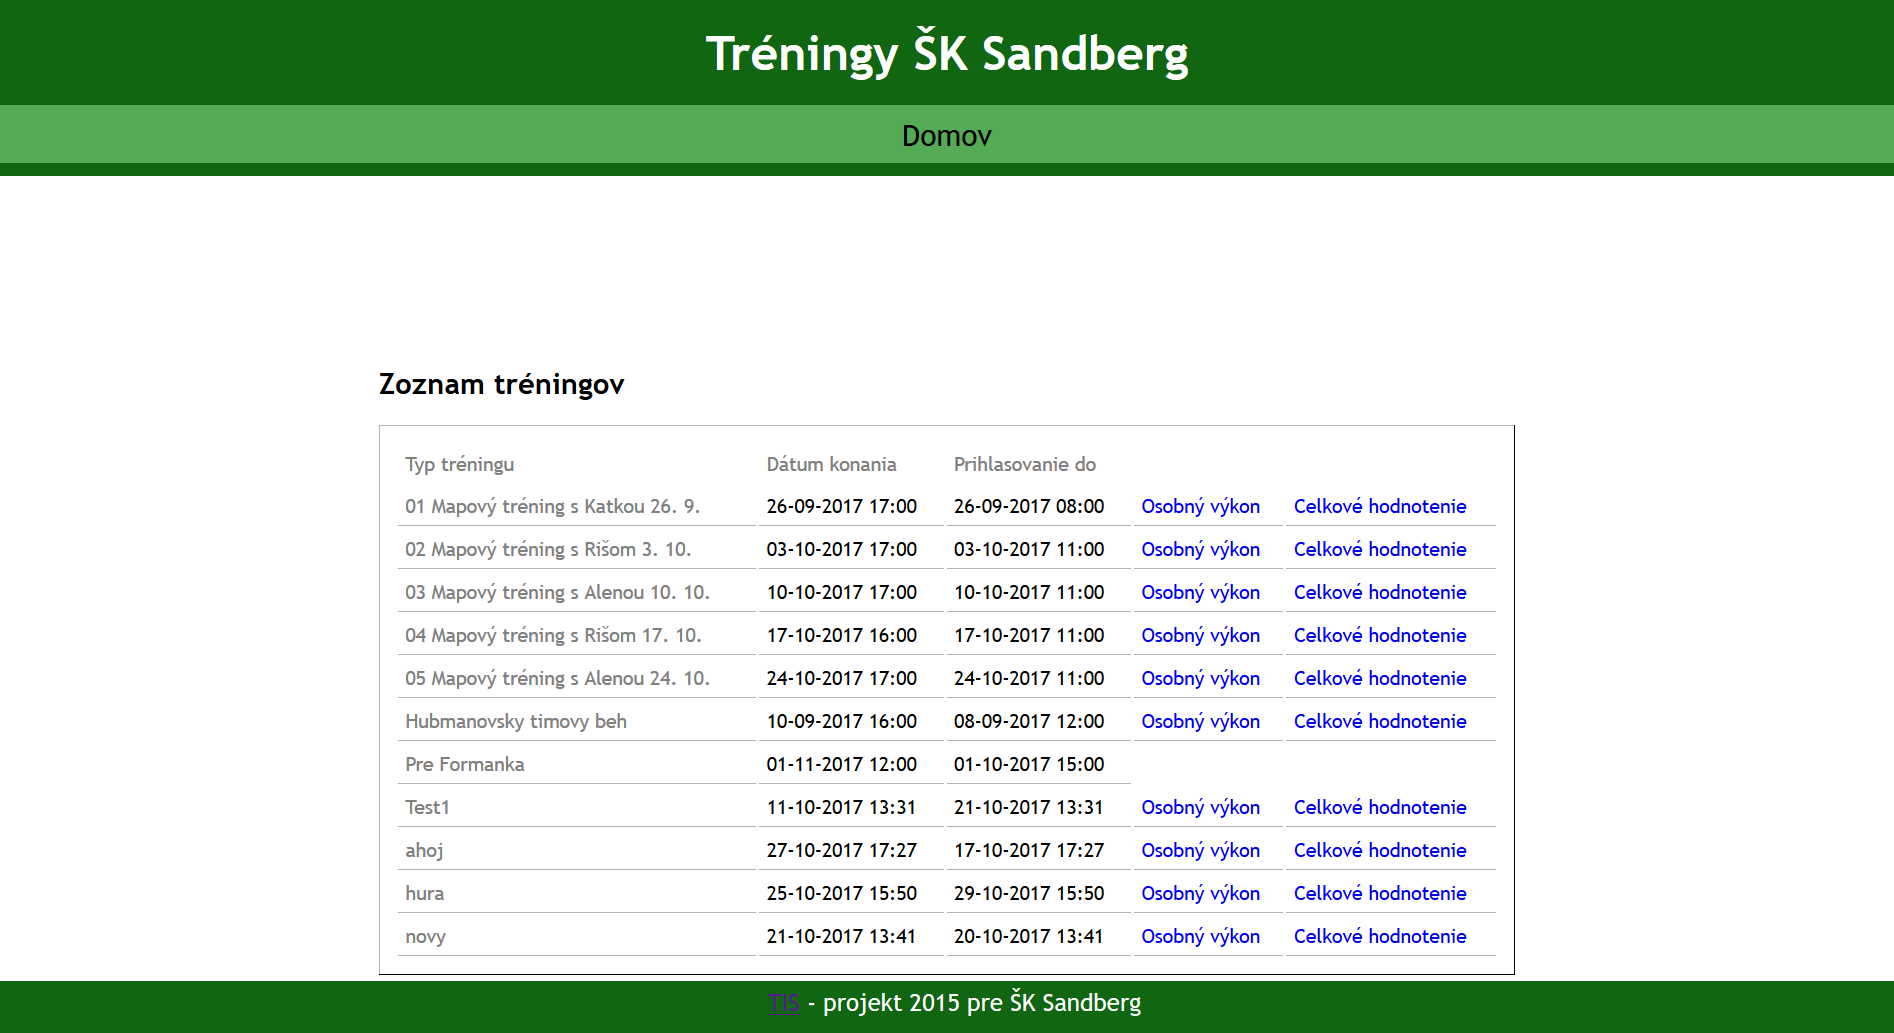 Tréningy ŠK Sandberg
Domov
Zoznam tréningov
Typ tréningu Dátum konania Prihlasovanie do
01 Mapový tréning s Katkou 26. 9. 26-09-2017 17:00 26-09-2017 08:00 Osobný výkon Celkové hodnotenie
02 Mapový tréning s Rišom 3. 10. 03-10-2017 17:00 03-10-2017 11:00 Osobný výkon Celkové hodnotenie
03 Mapový tréning s Alenou 10. 10. 10-10-2017 17:00 10-10-2017 11:00 Osobný výkon Celkové hodnotenie
04 Mapový tréning s Rišom 17. 10. 17-10-2017 16:00 17-10-2017 11:00 Osobný výkon Celkové hodnotenie
05 Mapový tréning s Alenou 24. 10. 24-10-2017 17:00 24-10-2017 11:00 Osobný výkon Celkové hodnotenie
Hubmanovsky timovy beh 10-09-2017 16:00 08-09-2017 12:00 Osobný výkon Celkové hodnotenie
Pre Formanka 01-11-2017 12:00 01-10-2017 15:00
Test1 11-10-2017 13:31 21-10-2017 13:31 Osobný výkon Celkové hodnotenie
ahoj 27-10-2017 17:27 17-10-2017 17:27 Osobný výkon Celkové hodnotenie
hura 25-10-2017 15:50 29-10-2017 15:50 Osobný výkon Celkové hodnotenie
novy 21-10-2017 13:41 20-10-2017 13:41 Osobný výkon Celkové hodnotenie
TIS - projekt 2015 pre ŠK Sandberg